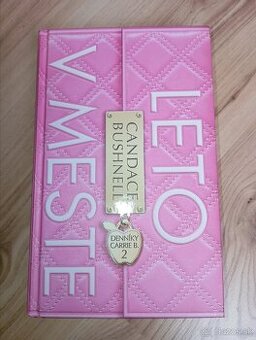 LETO
V MESTE
CANDACE
BUSHNELL
DENNÍKY
CARRIE B.
2